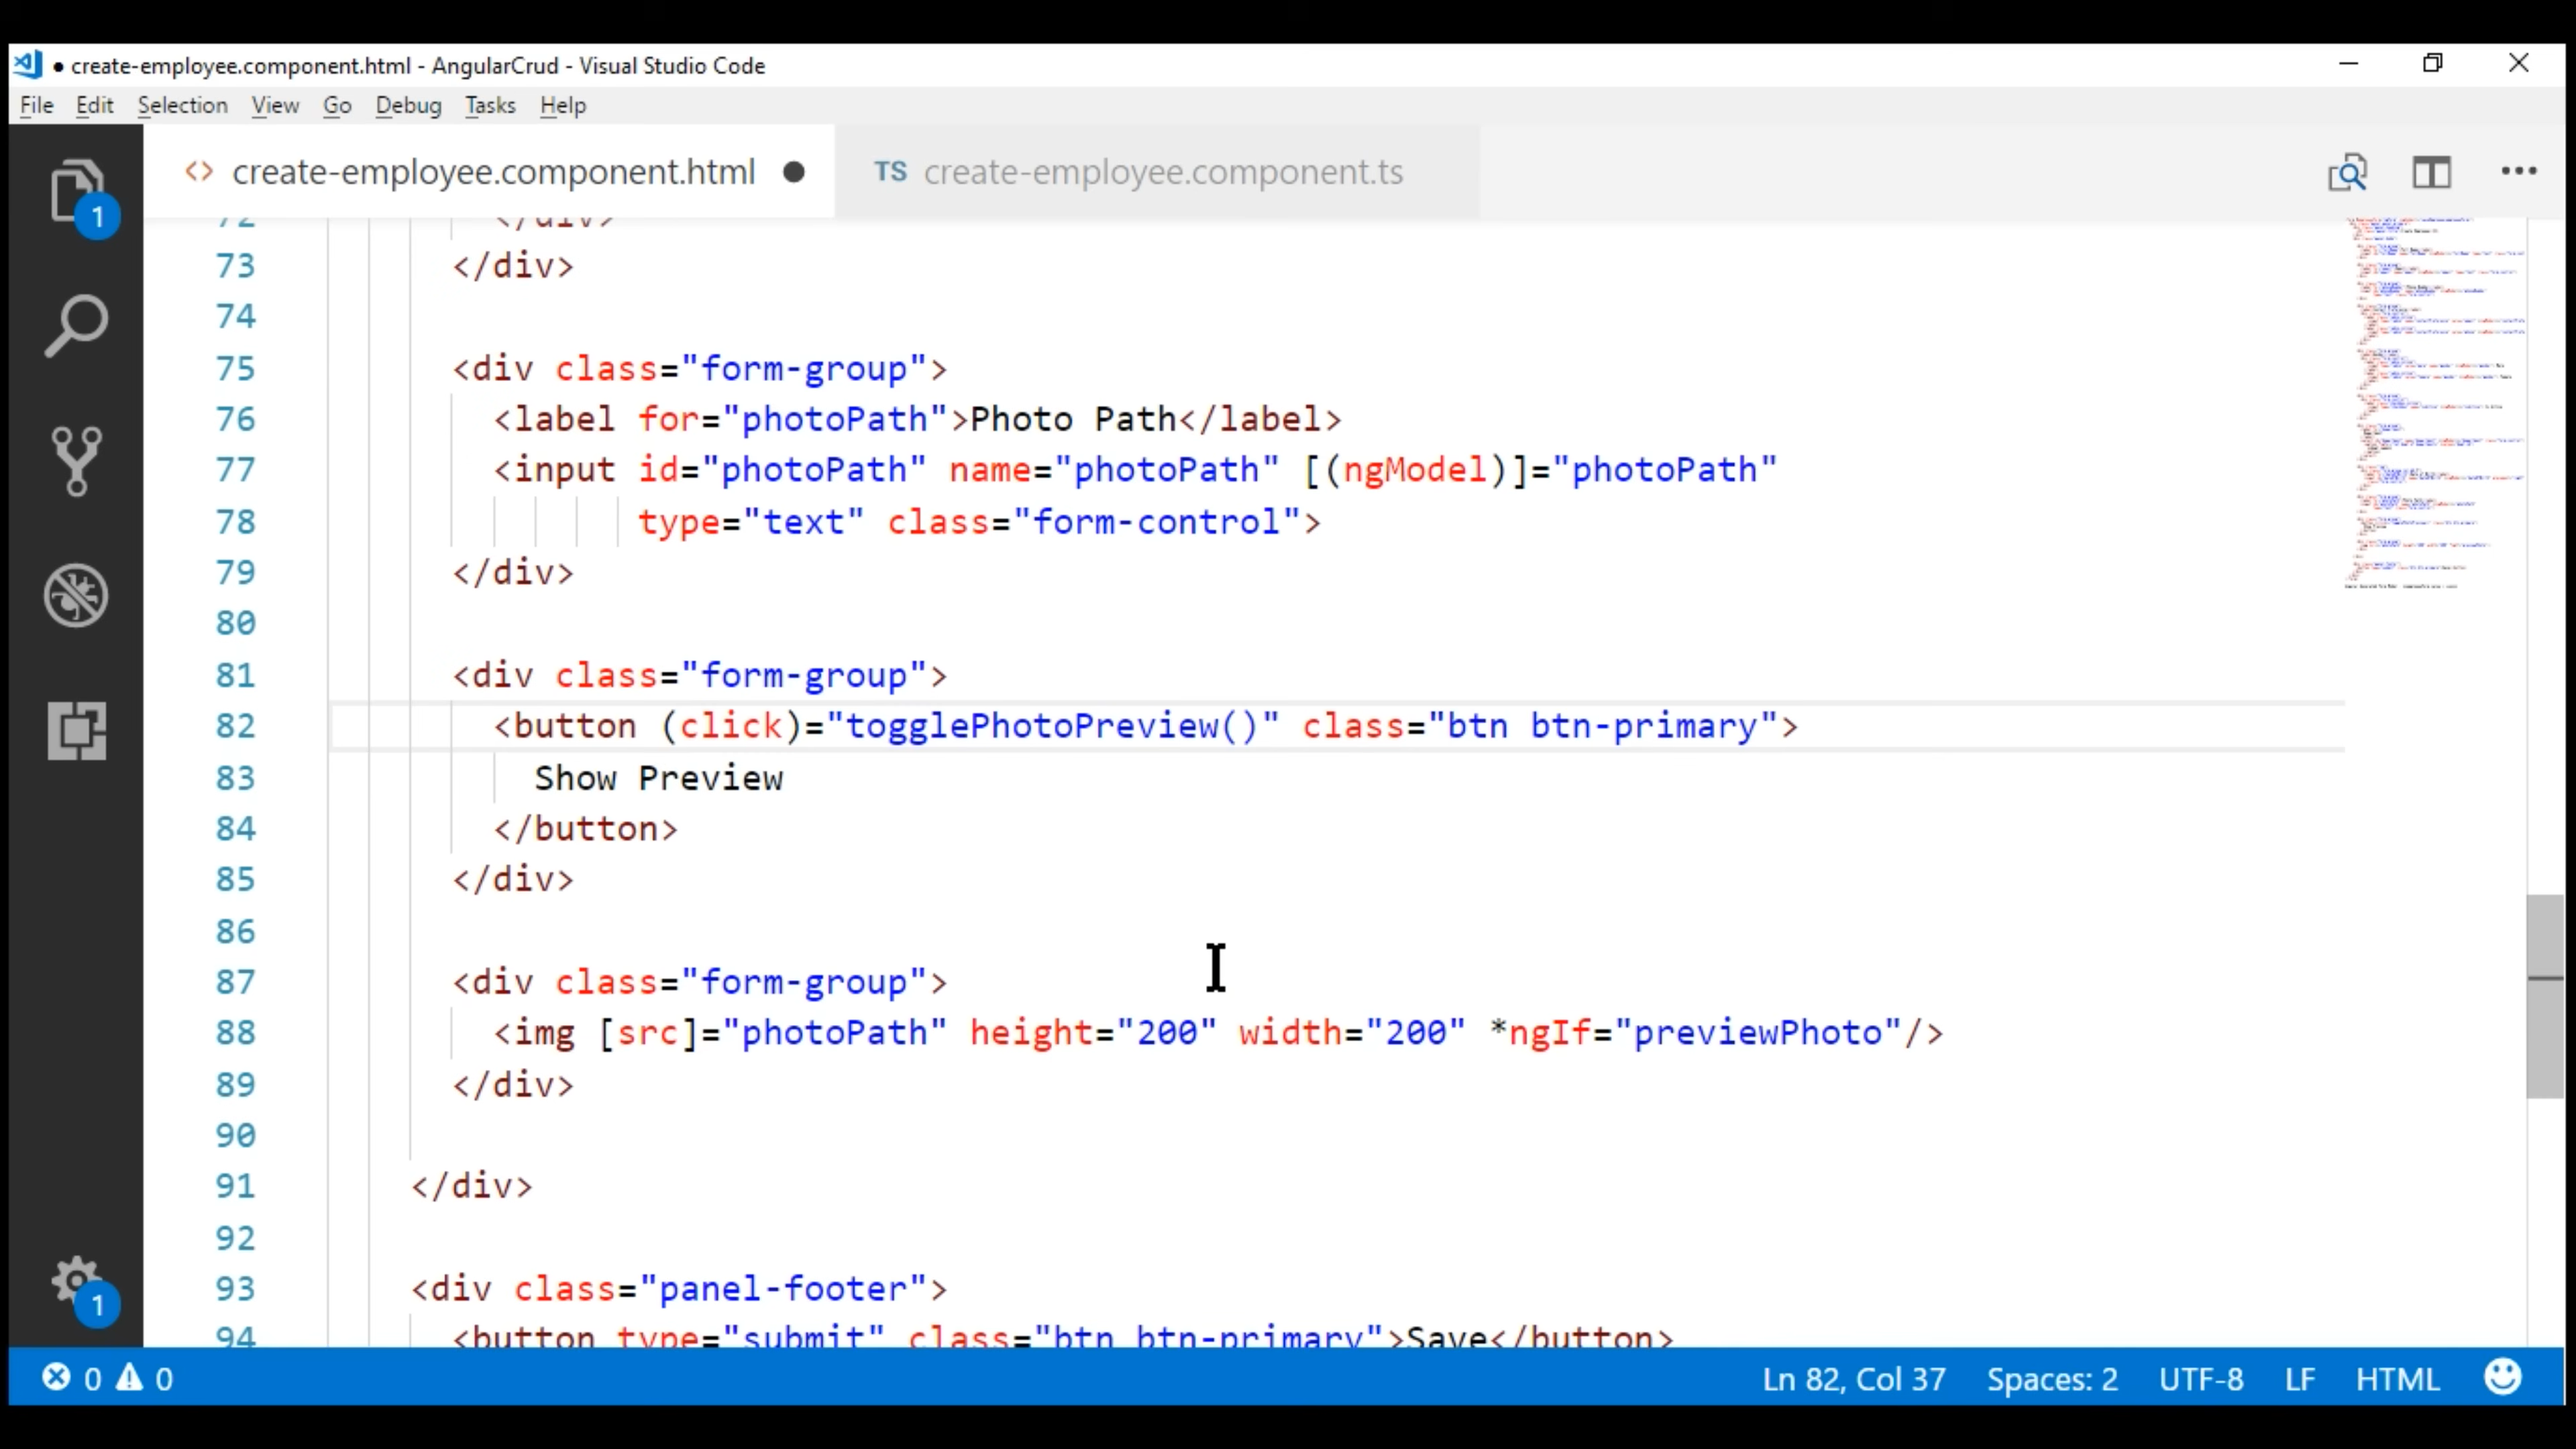 ● create-employee.component.html - AngularCrud - Visual Studio Code
File Edit Selection View Go Debug Tasks Help
<> create-employee.component.html ●
TS create-employee.component.ts
1
72 </div>
73 </div>
74
75 <div class="form-group">
76 <label for="photoPath">Photo Path</label>
77 <input id="photoPath" name="photoPath" [(ngModel)]="photoPath"
78 type="text" class="form-control">
79 </div>
80
81 <div class="form-group">
82 <button (click)="togglePhotoPreview()" class="btn btn-primary">
83 Show Preview
84 </button>
85 </div>
86
87 <div class="form-group">
88 <img [src]="photoPath" height="200" width="200" *ngIf="previewPhoto"/>
89 </div>
90
91 </div>
92
93 <div class="panel-footer">
94 <button type="submit" class="btn btn-primary">Save</button>
1
0 0
Ln 82, Col 37 Spaces: 2 UTF-8 LF HTML